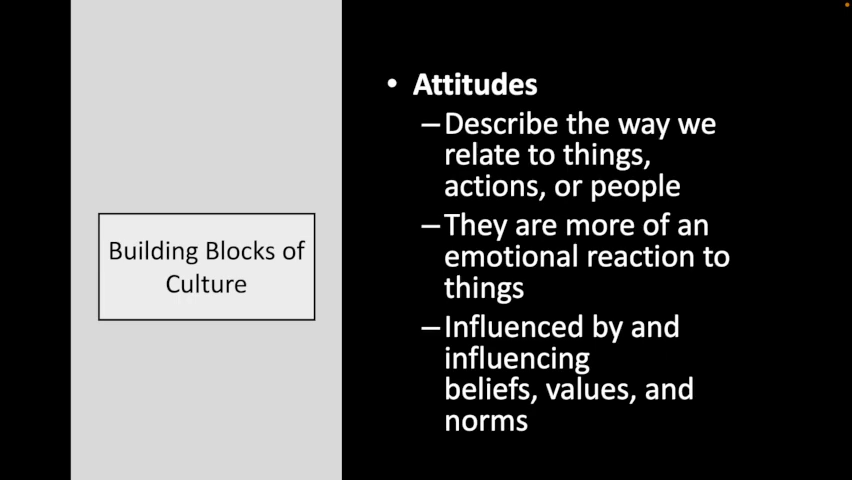 Building Blocks of
Culture
• Attitudes
–Describe the way we
relate to things,
actions, or people
–They are more of an
emotional reaction to
things
–Influenced by and
influencing
beliefs, values, and
norms